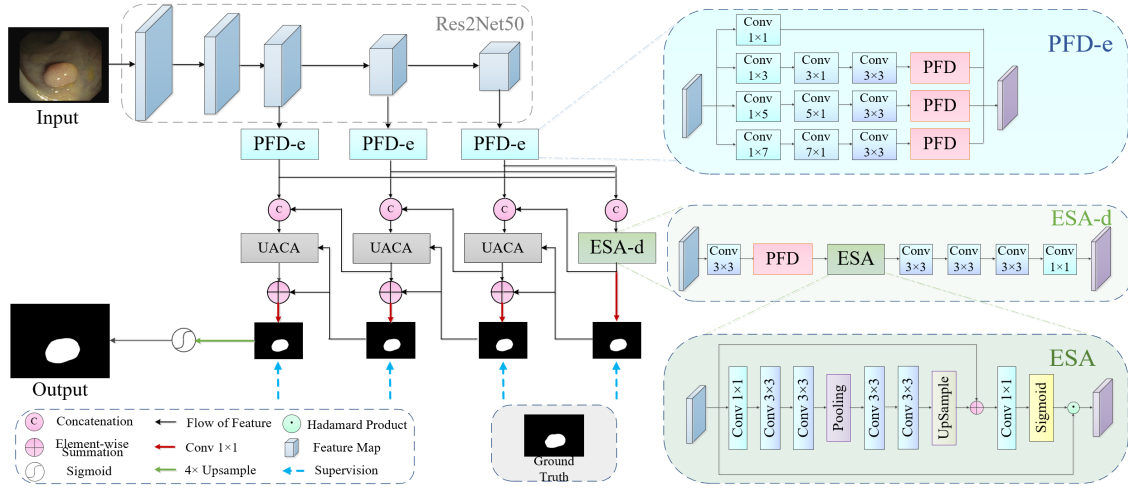 Res2Net50
Input
PFD-e
PFD-e
PFD-e
C
C
C
C
UACA
UACA
UACA
ESA-d
Output
C
Concatenation
Flow of Feature
Hadamard Product
Element-wise
Summation
Conv 1×1
Feature Map
Sigmoid
4× Upsample
Supervision
Ground
Truth
PFD-e
Conv
1×1
Conv
1×3
Conv
3×1
Conv
3×3
PFD
Conv
1×5
Conv
5×1
Conv
3×3
PFD
Conv
1×7
Conv
7×1
Conv
3×3
PFD
ESA-d
Conv
3×3
PFD
ESA
Conv
3×3
Conv
3×3
Conv
3×3
Conv
1×1
ESA
Conv 1×1
Conv 3×3
Conv 3×3
Pooling
Conv 3×3
Conv 3×3
UpSample
Conv 1×1
Sigmoid